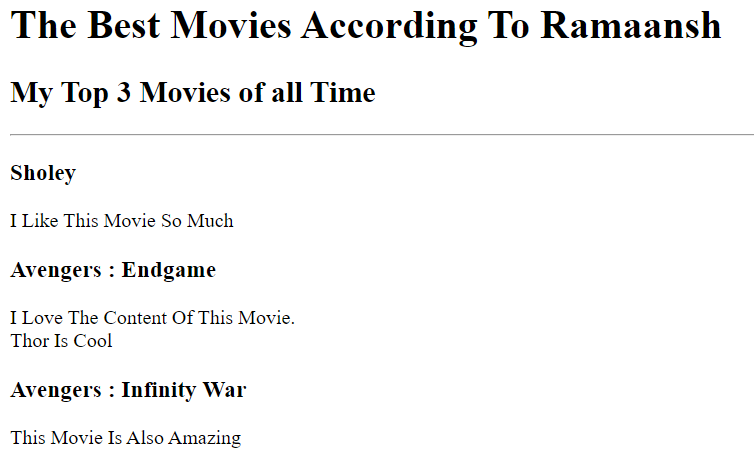 The Best Movies According To Ramaansh
My Top 3 Movies of all Time
Sholey
I Like This Movie So Much
Avengers : Endgame
I Love The Content Of This Movie.
Thor Is Cool
Avengers : Infinity War
This Movie Is Also Amazing